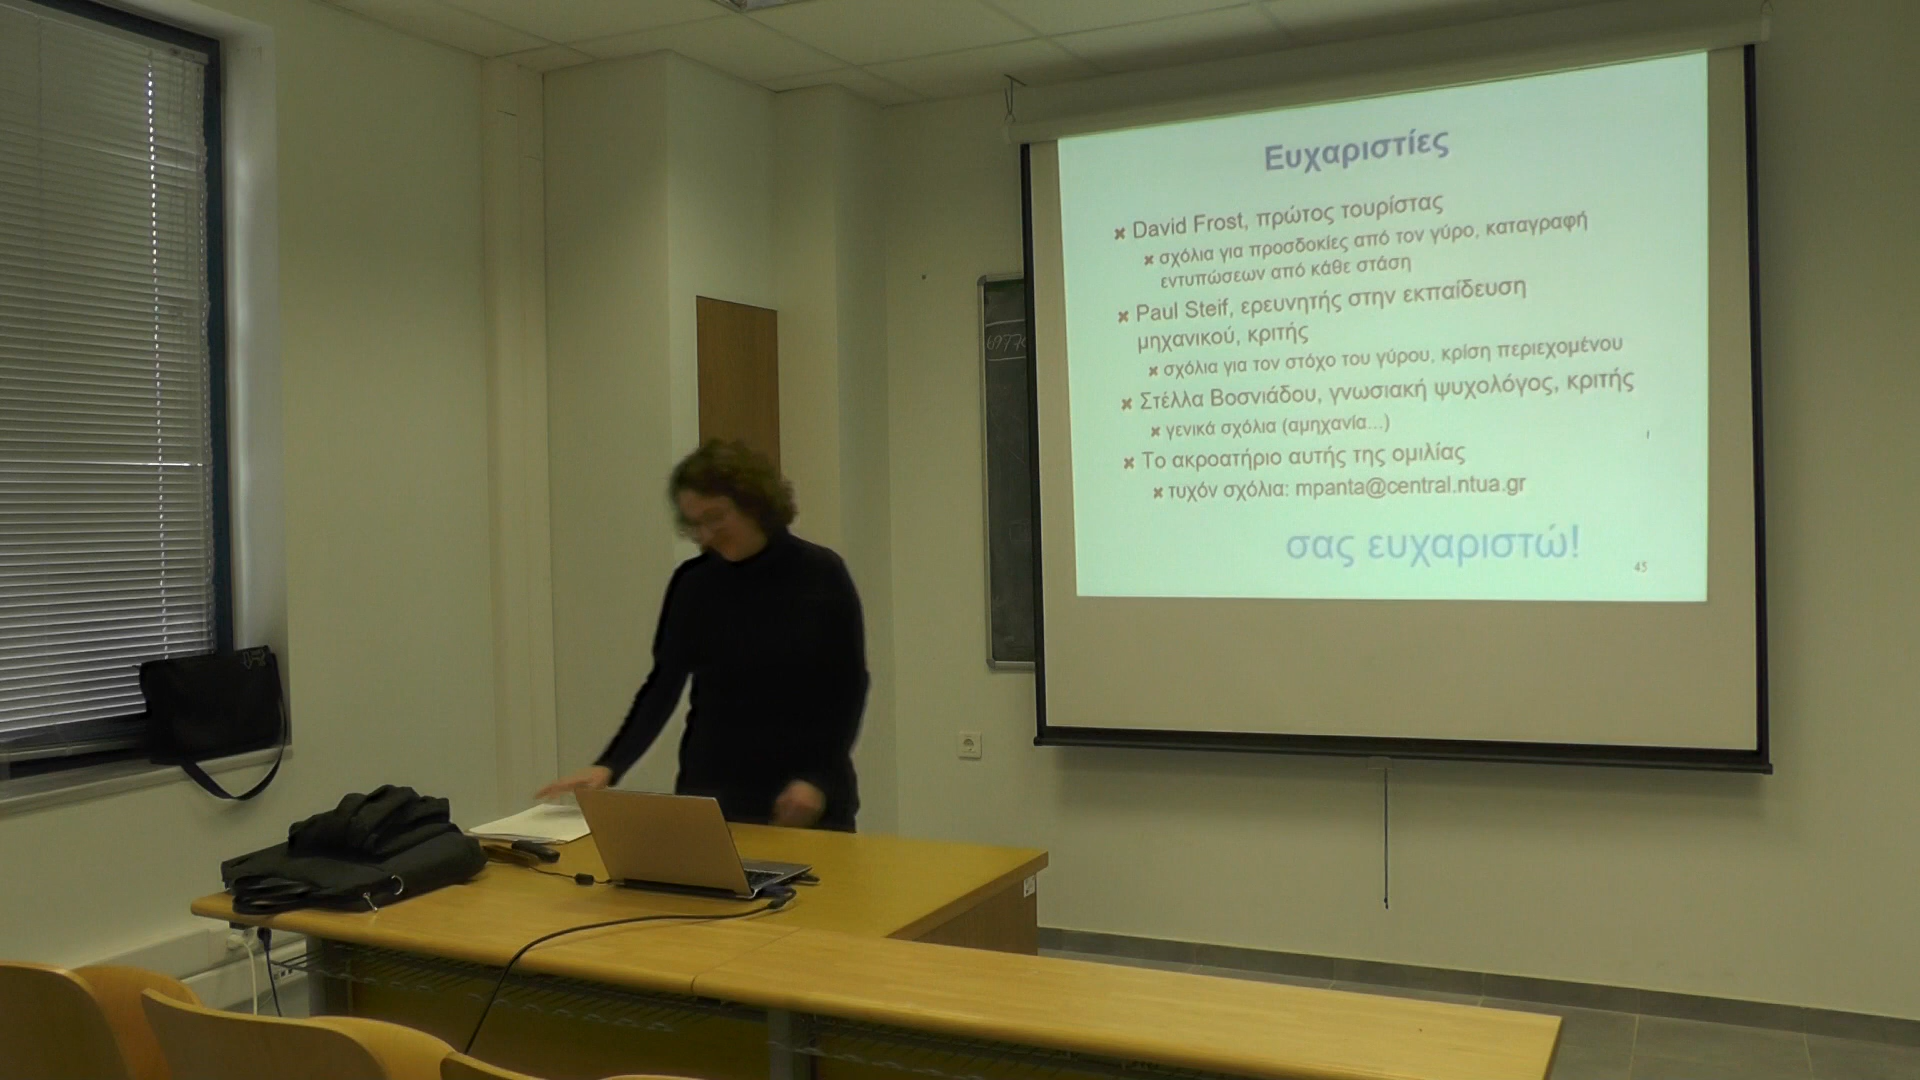 Ευχαριστίες
David Frost, πρώτος τουρίστας
σχόλια για προσδοκίες από τον γύρο, καταγραφή
εντυπώσεων από κάθε στάση
Paul Steif, ερευνητής στην εκπαίδευση
μηχανικού, κριτής
σχόλια για τον στόχο του γύρου, κρίση περιεχομένου
Στέλλα Βοσνιάδου, γνωσιακή ψυχολόγος, κριτής
γενικά σχόλια (αμηχανία...)
Το ακροατήριο αυτής της ομιλίας
τυχόν σχόλια: mpanta@central.ntua.gr
σας ευχαριστώ!
45